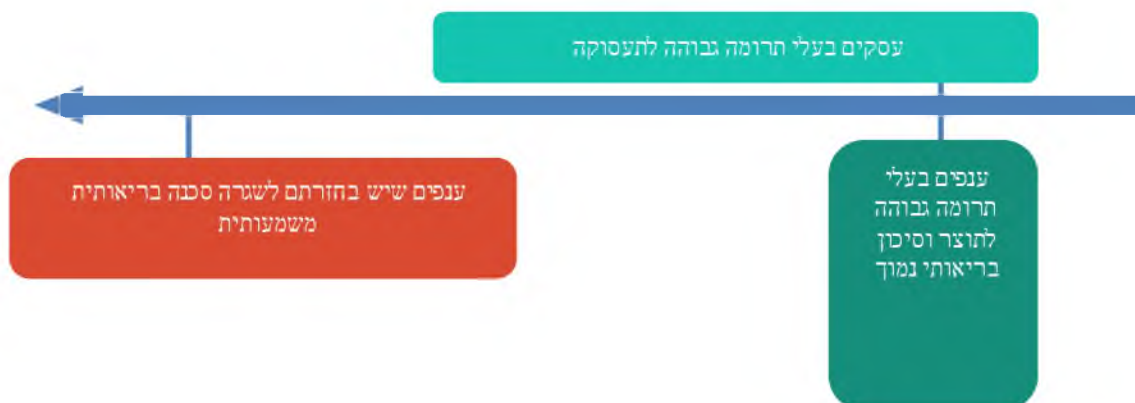 עסקים בעלי תרומה גבוהה לתעסוקה
ענפים בעלי
תרומה גבוהה
לתוצר וסיכון
בריאותי נמוך
ענפים שיש בחזרתם לשגרה סכנה בריאותית
משמעותית